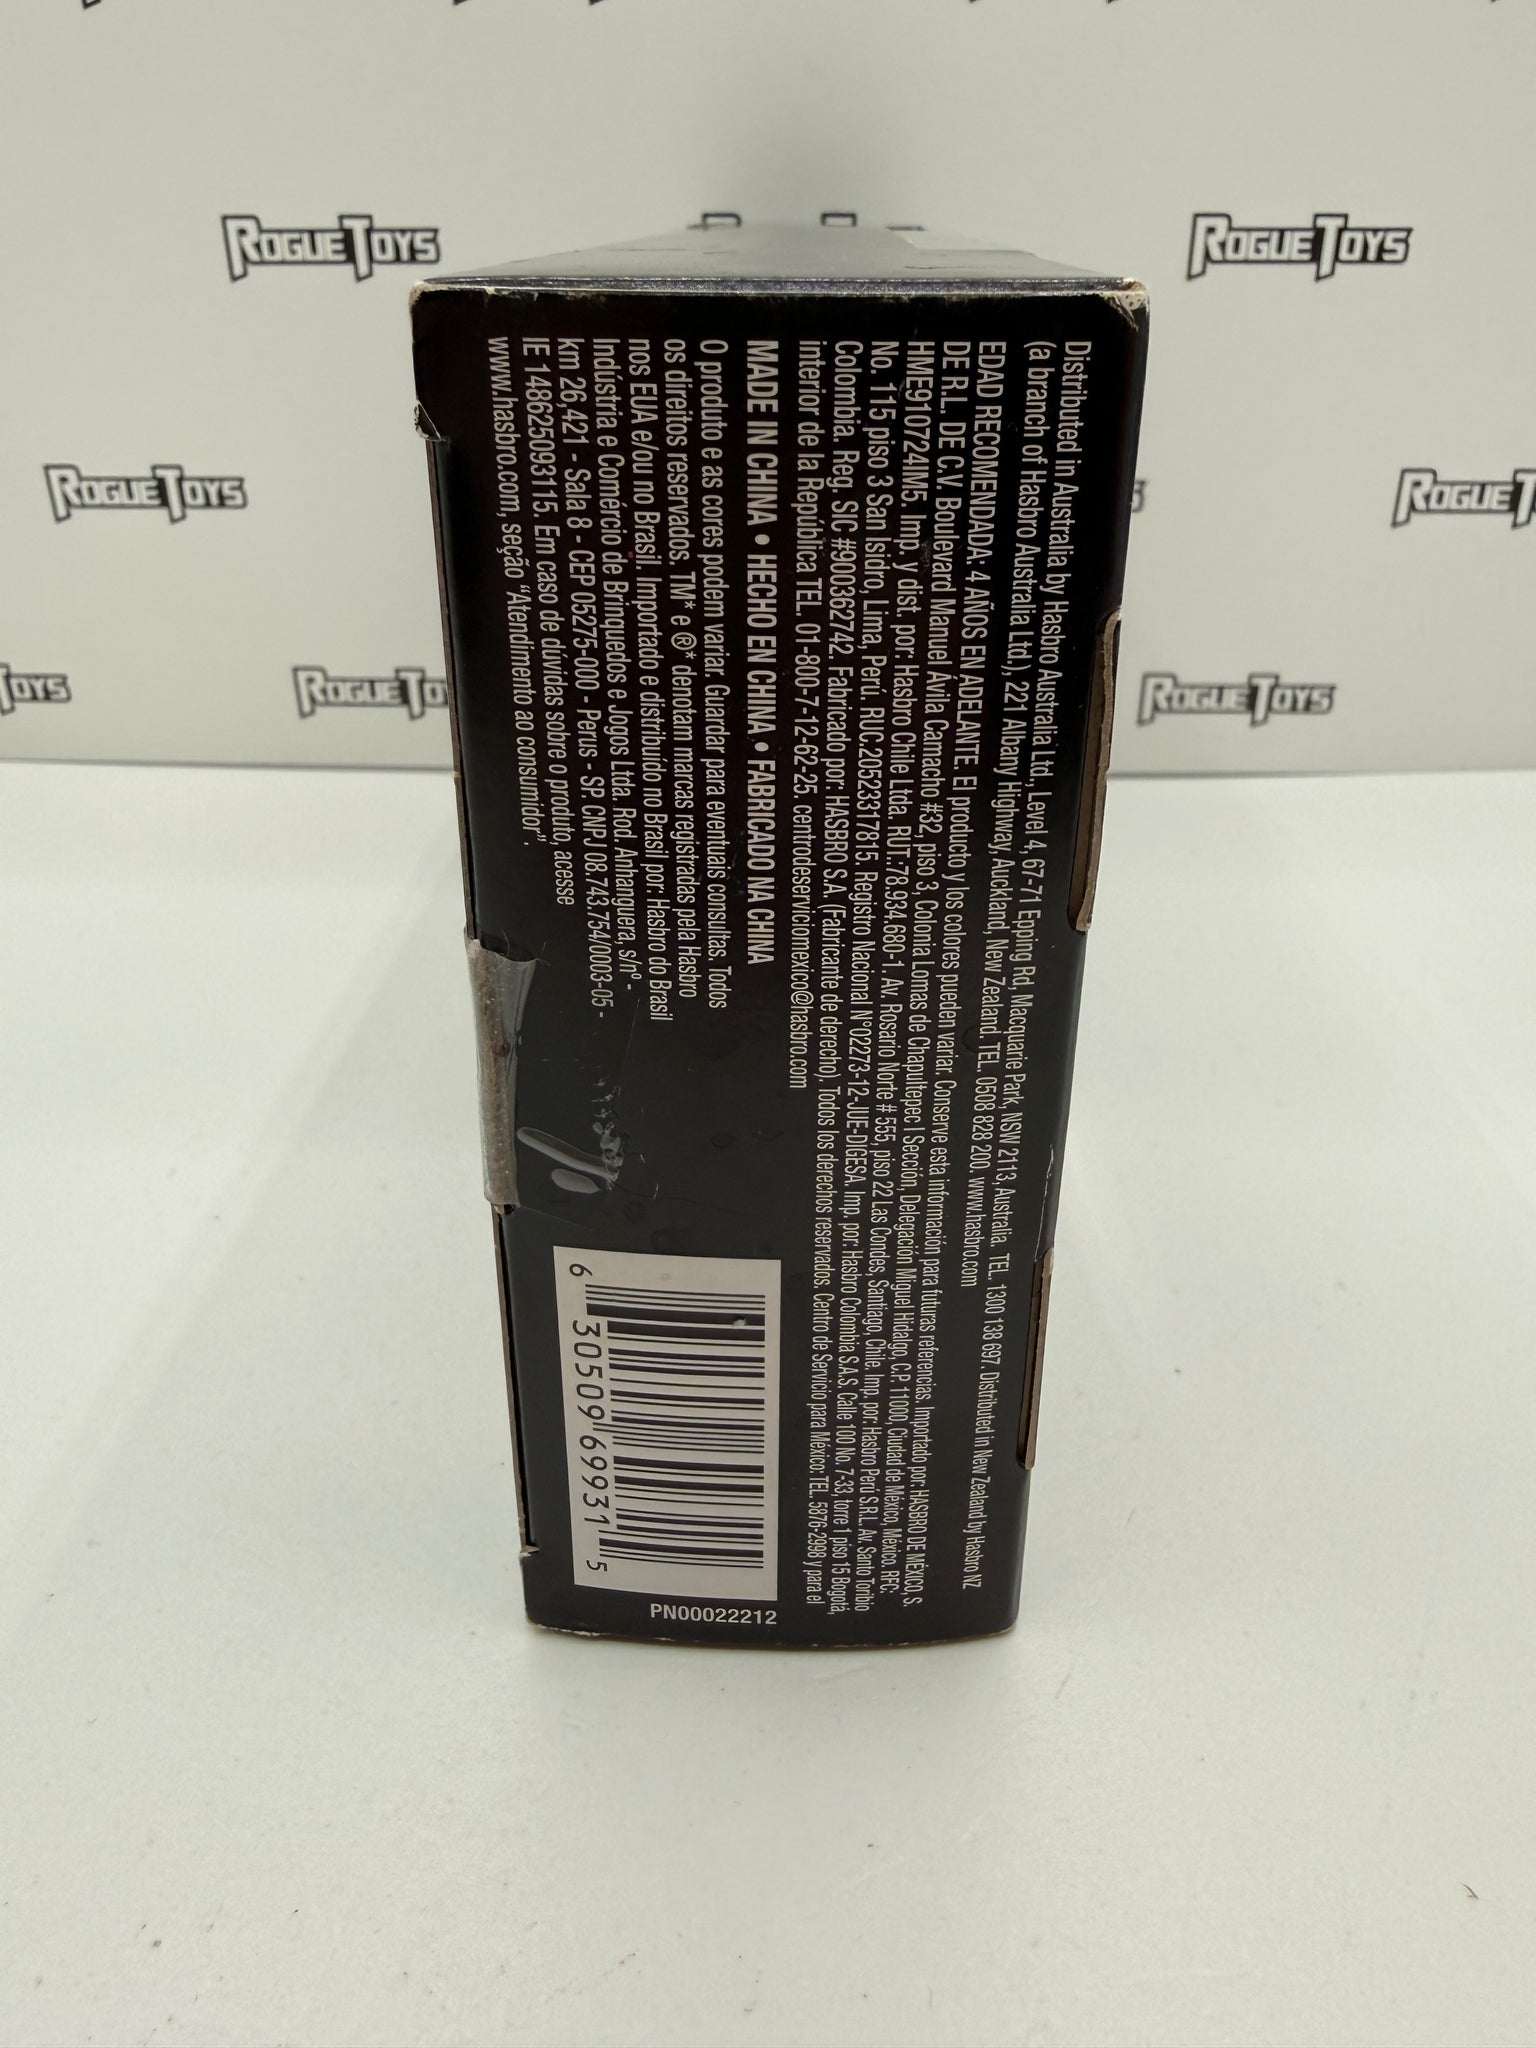 ROGUE TOYS
ROGUE TOYS
ROGUE TOYS
ROGUE TOYS
Distributed in Australia by Hasbro Australia Ltd., Level 4, 67-71 Epping Rd, Macquarie Park, NSW 2113, Australia. TEL. 1300 138 697. Distributed in New Zealand by Hasbro NZ
(a branch of Hasbro Australia Ltd.), 221 Albany Highway, Auckland, New Zealand. TEL. 0508 828 200. www.hasbro.com
EDAD RECOMENDADA: 4 AÑOS EN ADELANTE. El producto y los colores pueden variar. Conserve esta información para futuras referencias. Importado por: HASBRO DE MÉXICO, S.
DE R.L. DE C.V. Boulevard Manuel Ávila Camacho #32, piso 3, Colonia Lomas de Chapultepec I Sección, Delegación Miguel Hidalgo, C.P. 11000, Ciudad de México, México. RFC:
HME910724IM5. Imp. y dist. por: Hasbro Chile Ltda. RUT.:78.934.680-1. Av. Rosario Norte # 555, piso 22 Las Condes, Santiago, Chile. Imp. por: Hasbro Perú S.R.L. Av. Santo Toribio
No. 115 piso 3 San Isidro, Lima, Perú. RUC.20523317815. Registro Nacional N°02273-12-JUE-DIGESA. Imp. por: Hasbro Colombia S.A.S. Calle 100 No. 7-33, torre 1 piso 15 Bogotá,
Colombia. Reg. SIC #900362742. Fabricado por: HASBRO S.A. (Fabricante de derecho). Todos los derechos reservados. Centro de Servicio para México: TEL. 5876-2998 y para el
interior de la República TEL. 01-800-7-12-62-25. centrodeserviciomexico@hasbro.com
MADE IN CHINA • HECHO EN CHINA • FABRICADO NA CHINA
O produto e as cores podem variar. Guardar para eventuais consultas. Todos
os direitos reservados. TM* e ®* denotam marcas registradas pela Hasbro
nos EUA e/ou no Brasil. Importado e distribuído no Brasil por: Hasbro do Brasil
Indústria e Comércio de Brinquedos e Jogos Ltda. Rod. Anhanguera, s/nº -
km 26,421 - Sala 8 - CEP 05275-000 - Perus - SP. CNPJ 08.743.754/0003-05 -
IE 148625093115. Em caso de dúvidas sobre o produto, acesse
www.hasbro.com, seção "Atendimento ao consumidor".
6 30509 69931 5
PN00022212